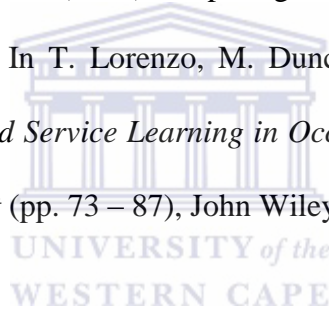 In T. Lorenzo, M. Dunc
d Service Learning in Occ
(pp. 73 – 87), John Wiley
UNIVERSITY of the
WESTERN CAPE